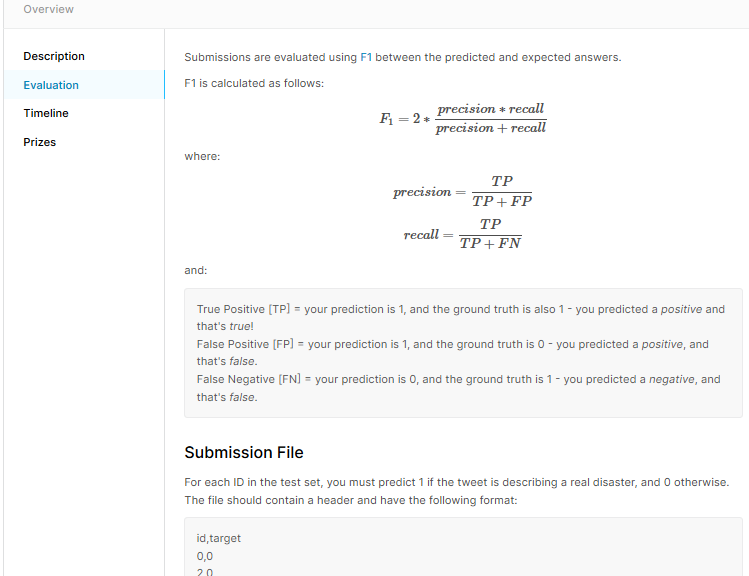 Overview
Description
Evaluation
Timeline
Prizes
Submissions are evaluated using F1 between the predicted and expected answers.
F1 is calculated as follows:
F₁ = 2 ∗ precision ∗ recall / precision + recall
where:
precision = TP / TP + FP
recall = TP / TP + FN
and:
True Positive [TP] = your prediction is 1, and the ground truth is also 1 - you predicted a positive and
that's true!
False Positive [FP] = your prediction is 1, and the ground truth is 0 - you predicted a positive, and
that's false.
False Negative [FN] = your prediction is 0, and the ground truth is 1 - you predicted a negative, and
that's false.
Submission File
For each ID in the test set, you must predict 1 if the tweet is describing a real disaster, and 0 otherwise.
The file should contain a header and have the following format:
id,target
0,0
2,0